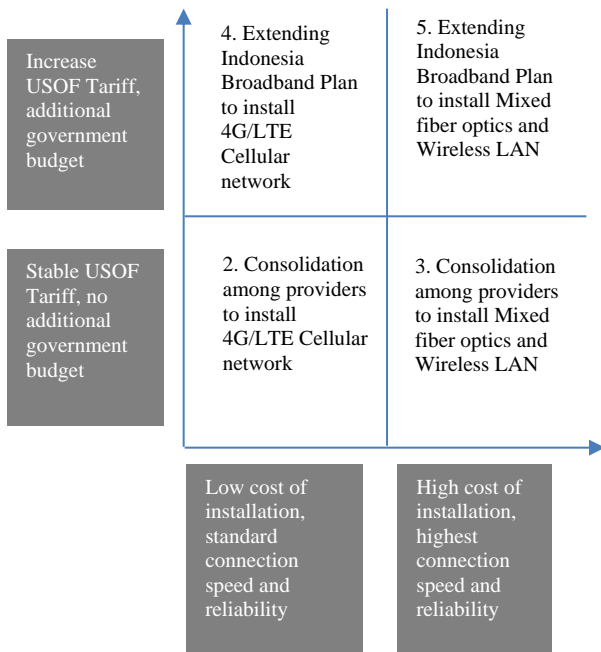 Increase
USOF Tariff,
additional
government
budget
4. Extending
Indonesia
Broadband Plan
to install
4G/LTE
Cellular
network
5. Extending
Indonesia
Broadband Plan
to install Mixed
fiber optics and
Wireless LAN
Stable USOF
Tariff, no
additional
government
budget
2. Consolidation
among providers
to install
4G/LTE Cellular
network
3. Consolidation
among providers
to install Mixed
fiber optics and
Wireless LAN
Low cost of
installation,
standard
connection
speed and
reliability
High cost of
installation,
highest
connection
speed and
reliability